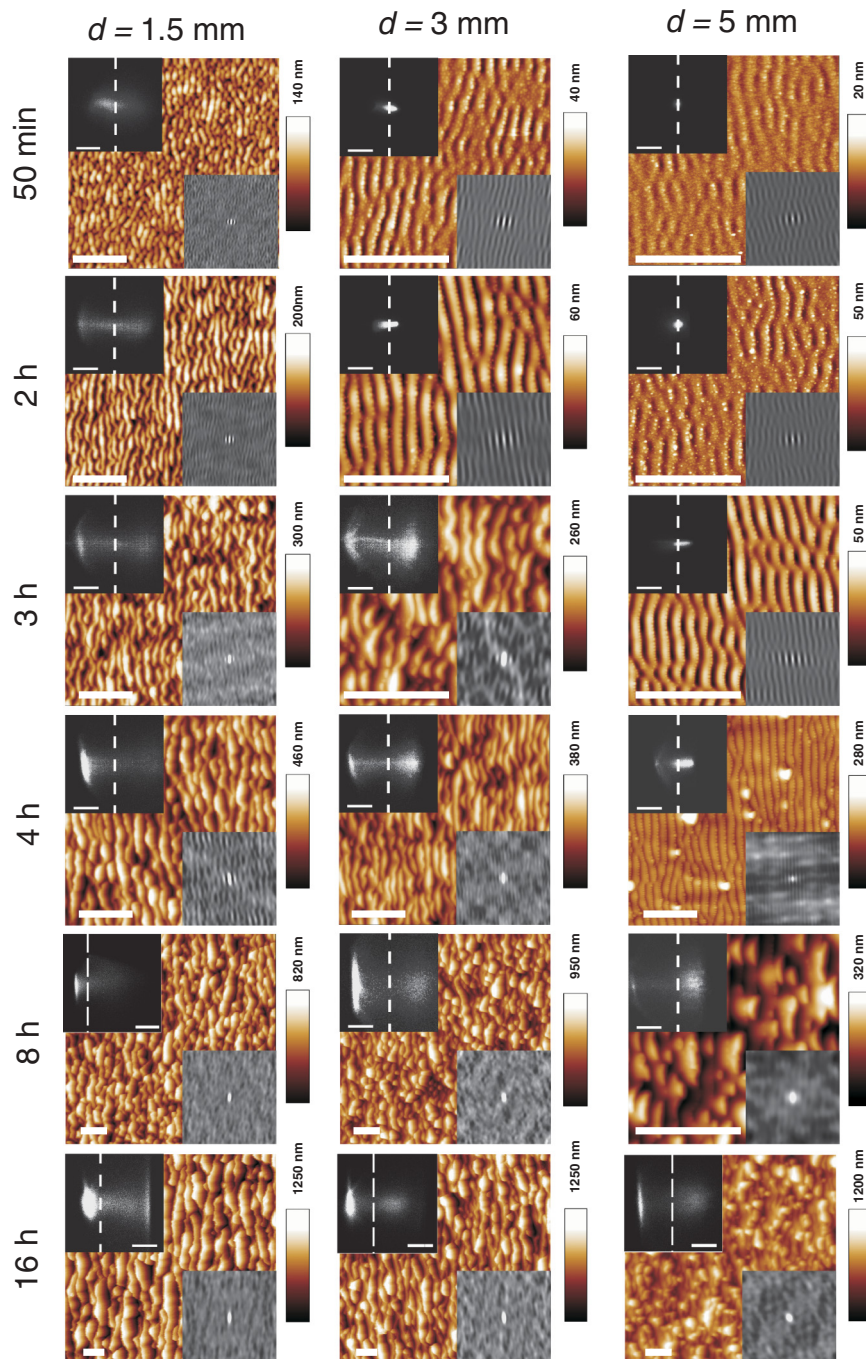 d = 1.5 mm
d = 3 mm
d = 5 mm
50 min
140 nm
40 nm
20 nm
2 h
200nm
60 nm
50 nm
3 h
300 nm
260 nm
50 nm
4 h
460 nm
380 nm
280 nm
8 h
820 nm
950 nm
320 nm
16 h
1250 nm
1250 nm
1200 nm